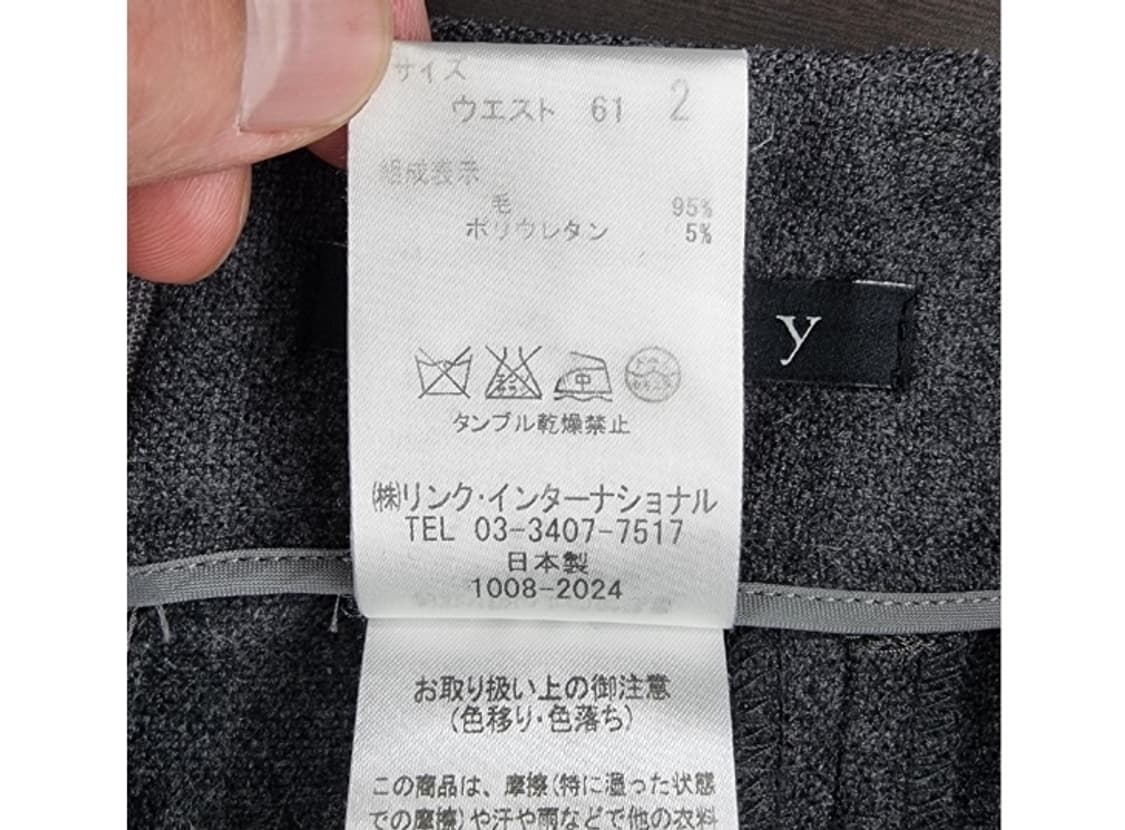 サイズ
ウエスト 61 2
組成表示
毛 95%
ポリウレタン 5%
中
タンブル乾燥禁止
㈱リンク・インターナショナル
TEL 03-3407-7517
日本製
1008-2024
y
お取り扱い上の御注意
(色移り・色落ち)
この商品は、摩擦(特に湿った状態
での摩擦)や汗や雨などで他の衣料